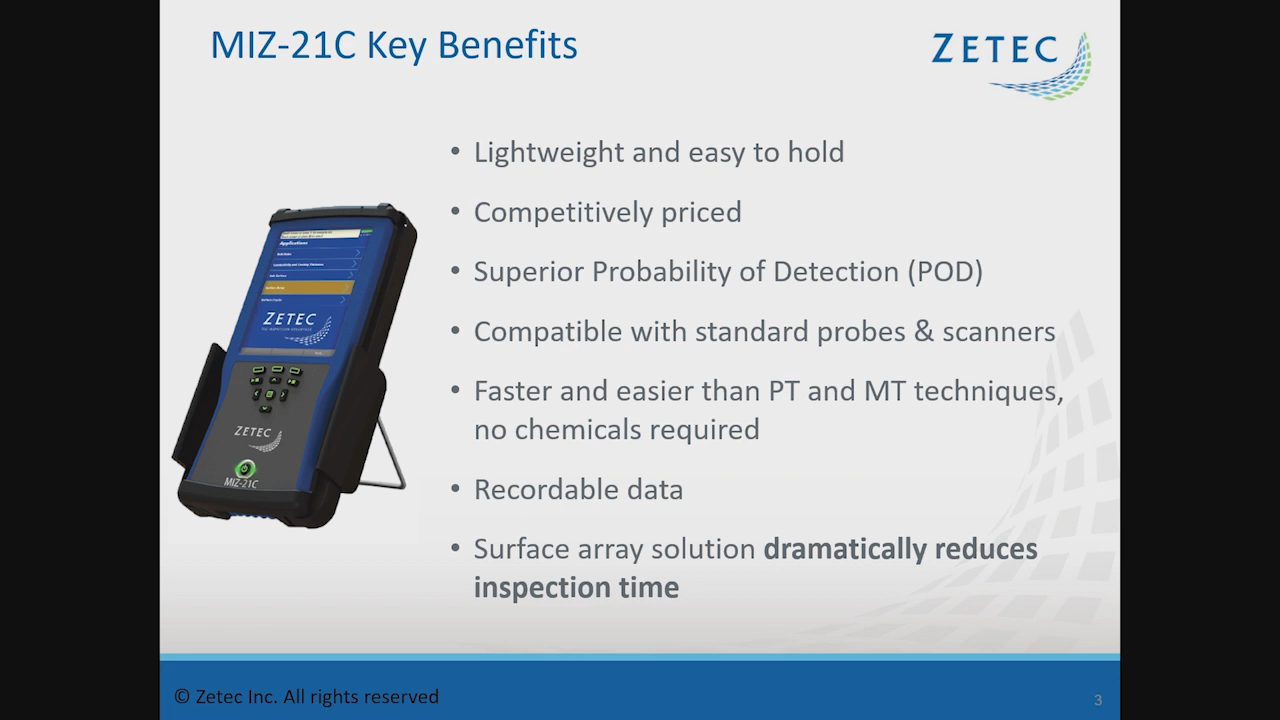 MIZ-21C Key Benefits
ZETEC
• Lightweight and easy to hold
• Competitively priced
• Superior Probability of Detection (POD)
• Compatible with standard probes & scanners
• Faster and easier than PT and MT techniques,
no chemicals required
• Recordable data
• Surface array solution dramatically reduces
inspection time
Applications
ZETEC
ZETEC
MIZ-21C
© Zetec Inc. All rights reserved
3